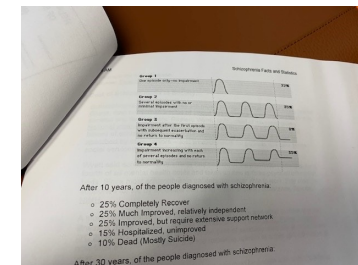 Schizophrenia Facts and Statistics
Group 1
One episode only-no impairment
Group 2
Several episodes with no or
minimal impairment
Group 3
Impairment after the first episode
with subsequent exacerbation and
no return to normality
Group 4
Impairment increasing with each
of several episodes and no return
to normality
After 10 years, of the people diagnosed with schizophrenia:
25% Completely Recover
25% Much Improved, relatively independent
25% Improved, but require extensive support network
15% Hospitalized, unimproved
10% Dead (Mostly Suicide)
After 30 years, of the people diagnosed with schizophrenia: